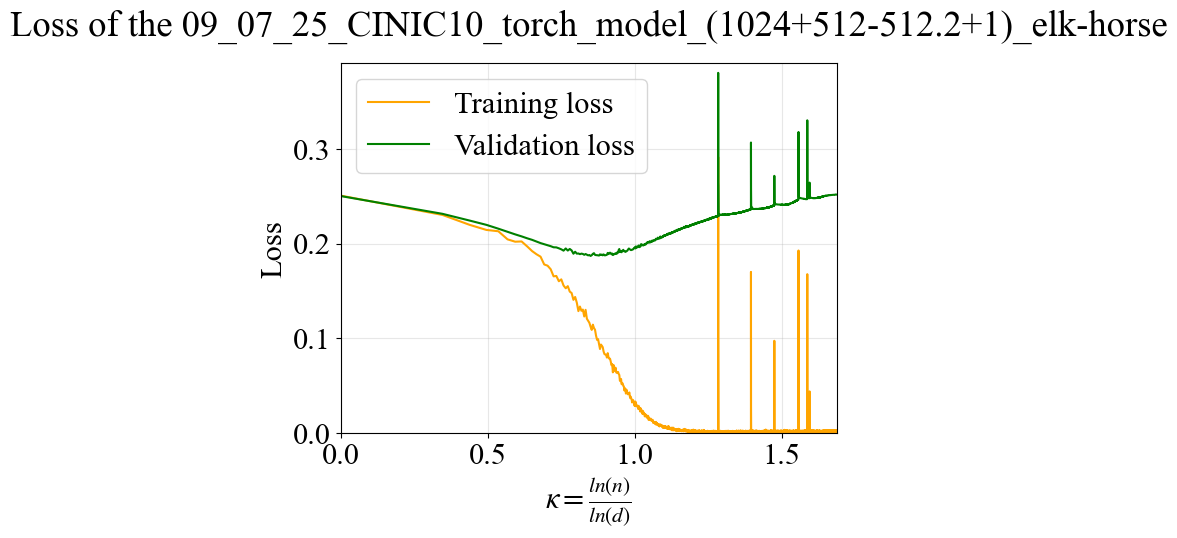 Loss of the 09_07_25_CINIC10_torch_model_(1024+512-512.2+1)_elk-horse
Training loss
Validation loss
Loss
0.3
0.2
0.1
0.0
0.0 0.5 1.0 1.5
κ = ln(n) / ln(d)